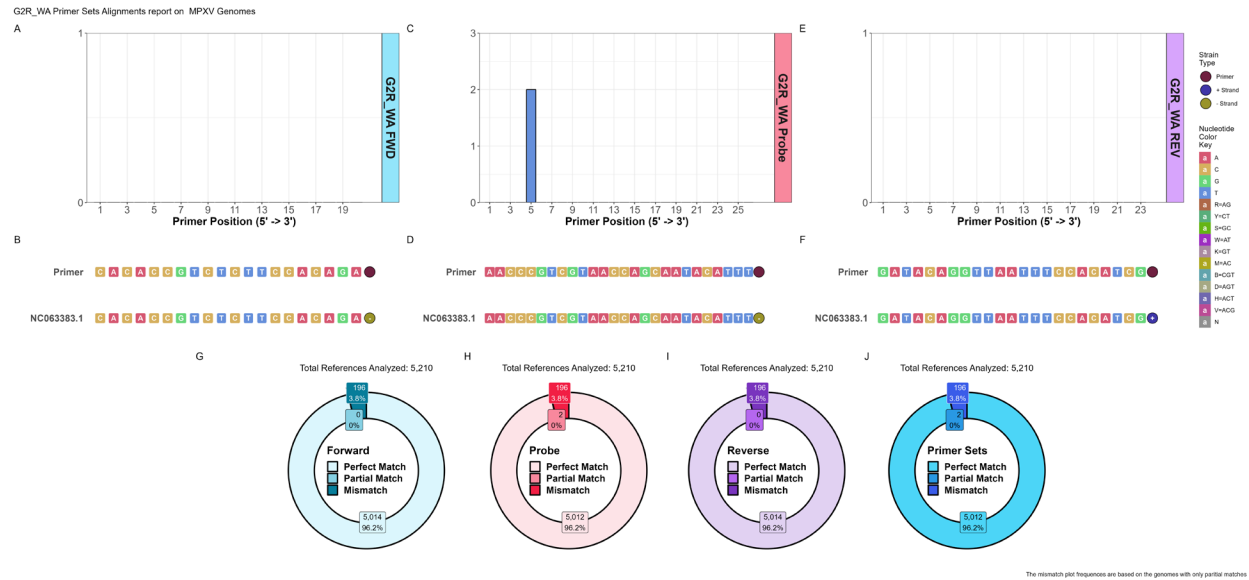 G2R_WA Primer Sets Alignments report on  MPXV Genomes
A
1
0
1 3 5 7 9 11 13 15 17 19
Primer Position (5' -> 3')
G2R_WA FWD
C
3
2
1
0
1 3 5 7 9 11 13 15 17 19 21 23 25
Primer Position (5' -> 3')
G2R_WA Probe
E
1
0
1 3 5 7 9 11 13 15 17 19 21 23
Primer Position (5' -> 3')
G2R_WA REV
Strain
Type
Primer
+ Strand
- Strand
Nucleotide
Color
Key
a A
a C
a G
a T
a R=AG
a Y=CT
a S=GC
a W=AT
a K=GT
a M=AC
a B=CGT
a D=AGT
a H=ACT
a V=ACG
a N
B
Primer C A C A C C G T C T C T T C C A C A G A
NC063383.1 C A C A C C G T C T C T T C C A C A G A -
D
Primer A A C C C G T C G T A A C C A G C A A T A C A T T T
NC063383.1 A A C C C G T C G T A A C C A G C A A T A C A T T T -
F
Primer G A T A C A G G T T A A T T T C C A C A T C G
NC063383.1 G A T A C A G G T T A A T T T C C A C A T C G +
G
Total References Analyzed: 5,210
196
3.8%
0
0%
Forward
Perfect Match
Partial Match
Mismatch
5,014
96.2%
H
Total References Analyzed: 5,210
196
3.8%
2
0%
Probe
Perfect Match
Partial Match
Mismatch
5,012
96.2%
I
Total References Analyzed: 5,210
196
3.8%
0
0%
Reverse
Perfect Match
Partial Match
Mismatch
5,014
96.2%
J
Total References Analyzed: 5,210
196
3.8%
2
0%
Primer Sets
Perfect Match
Partial Match
Mismatch
5,012
96.2%
The mismatch plot frequencies are based on the genomes with only paritial matches